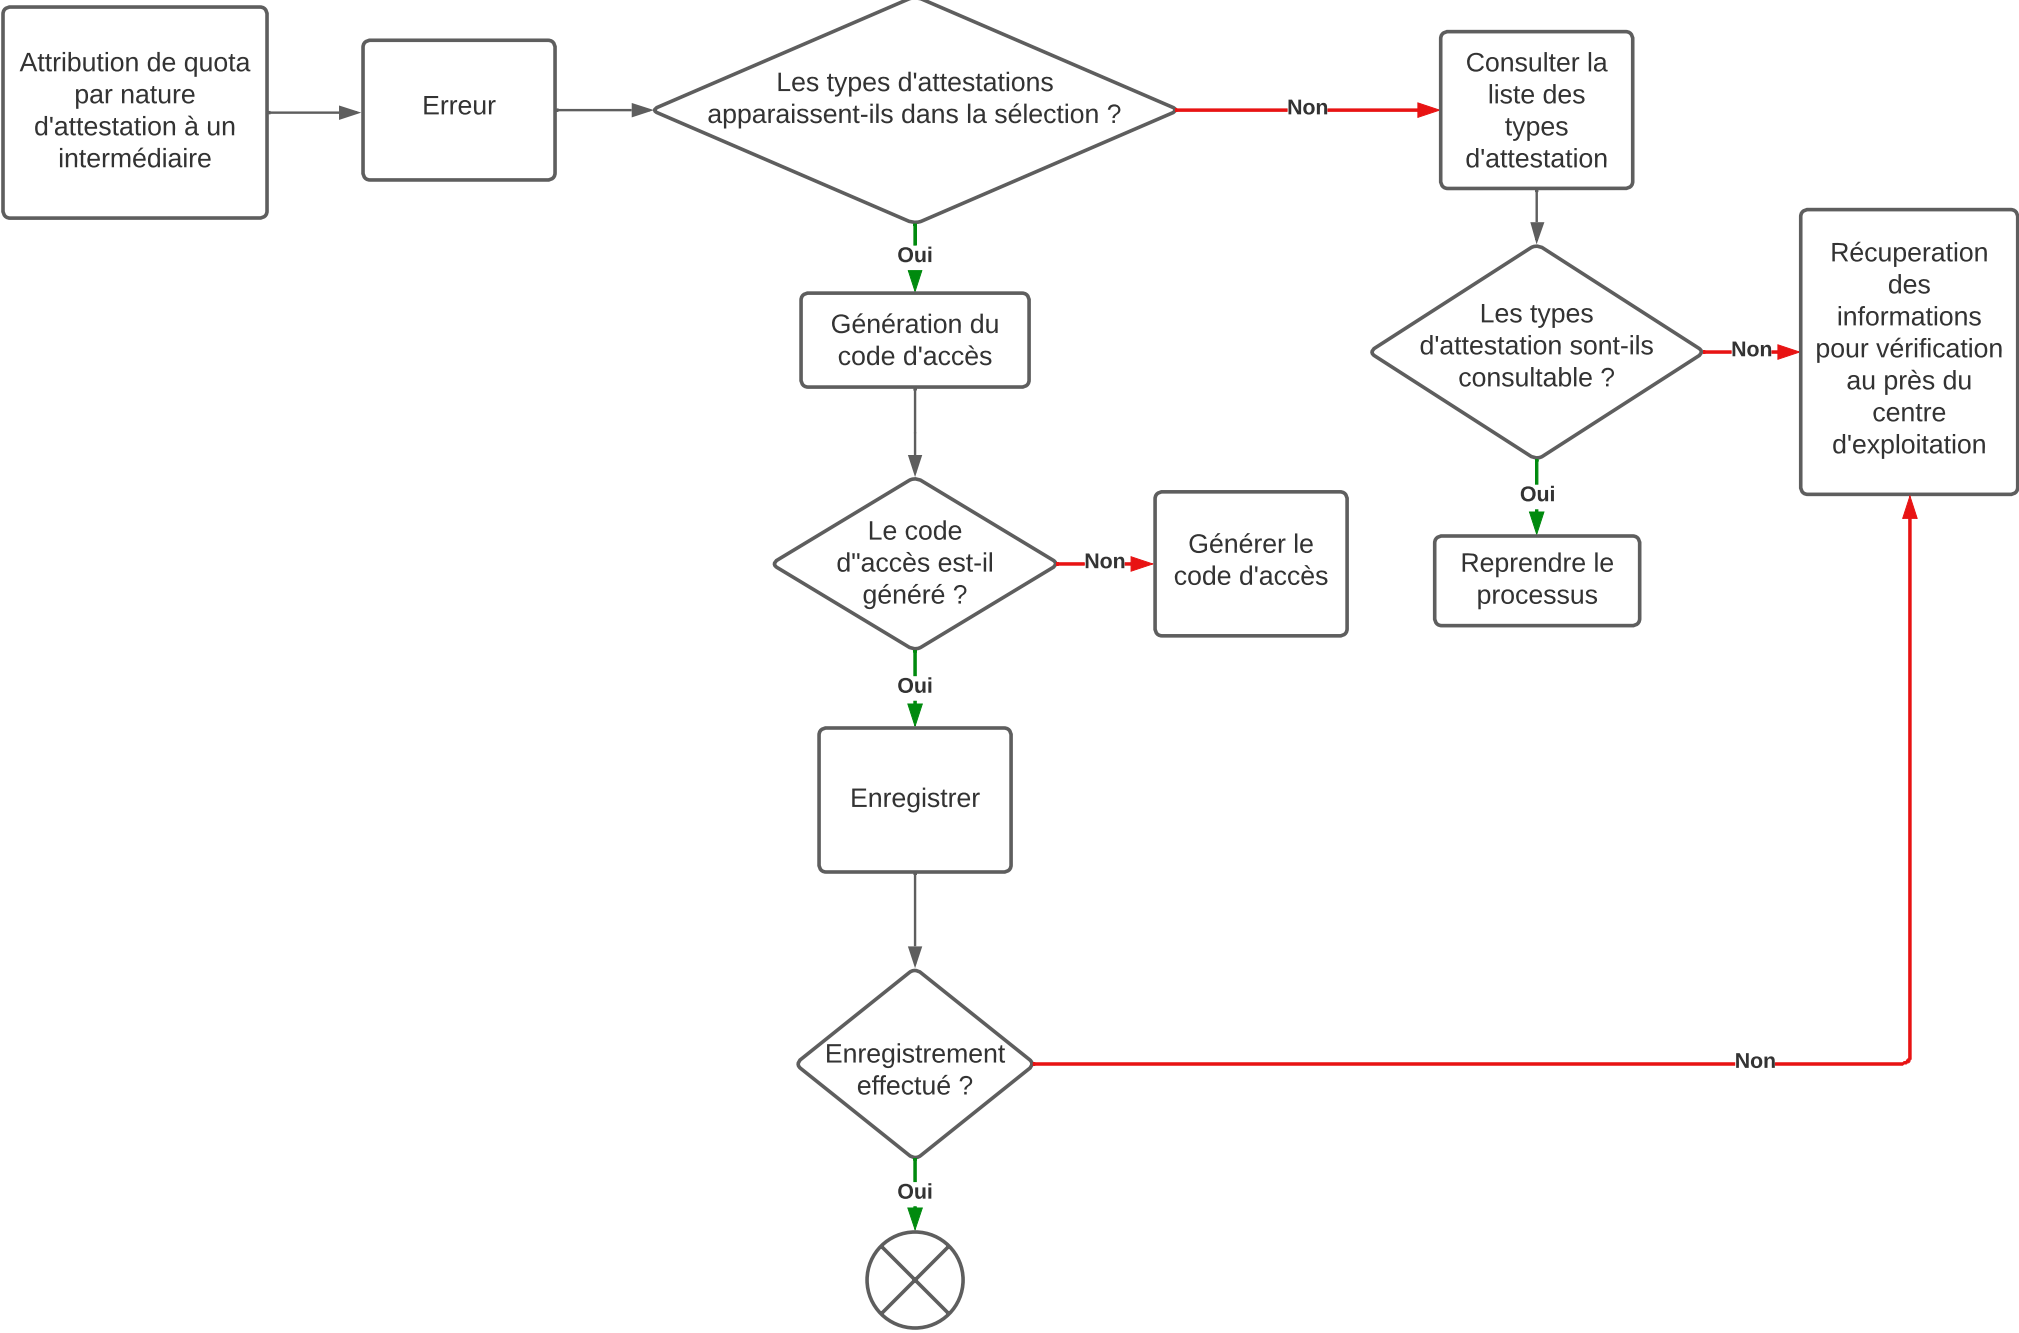 Attribution de quota
par nature
d'attestation à un
intermédiaire
Erreur
Les types d'attestations
apparaissent-ils dans la sélection ?
Non
Consulter la
liste des
types
d'attestation
Oui
Génération du
code d'accès
Les types
d'attestation sont-ils
consultable ?
Non
Récuperation
des
informations
pour vérification
au près du
centre
d'exploitation
Oui
Reprendre le
processus
Le code
d"accès est-il
généré ?
Non
Générer le
code d'accès
Oui
Enregistrer
Enregistrement
effectué ?
Non
Oui